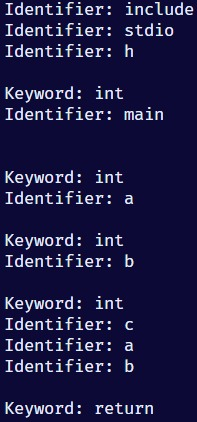 Identifier: include
Identifier: stdio
Identifier: h
Keyword: int
Identifier: main
Keyword: int
Identifier: a
Keyword: int
Identifier: b
Keyword: int
Identifier: c
Identifier: a
Identifier: b
Keyword: return